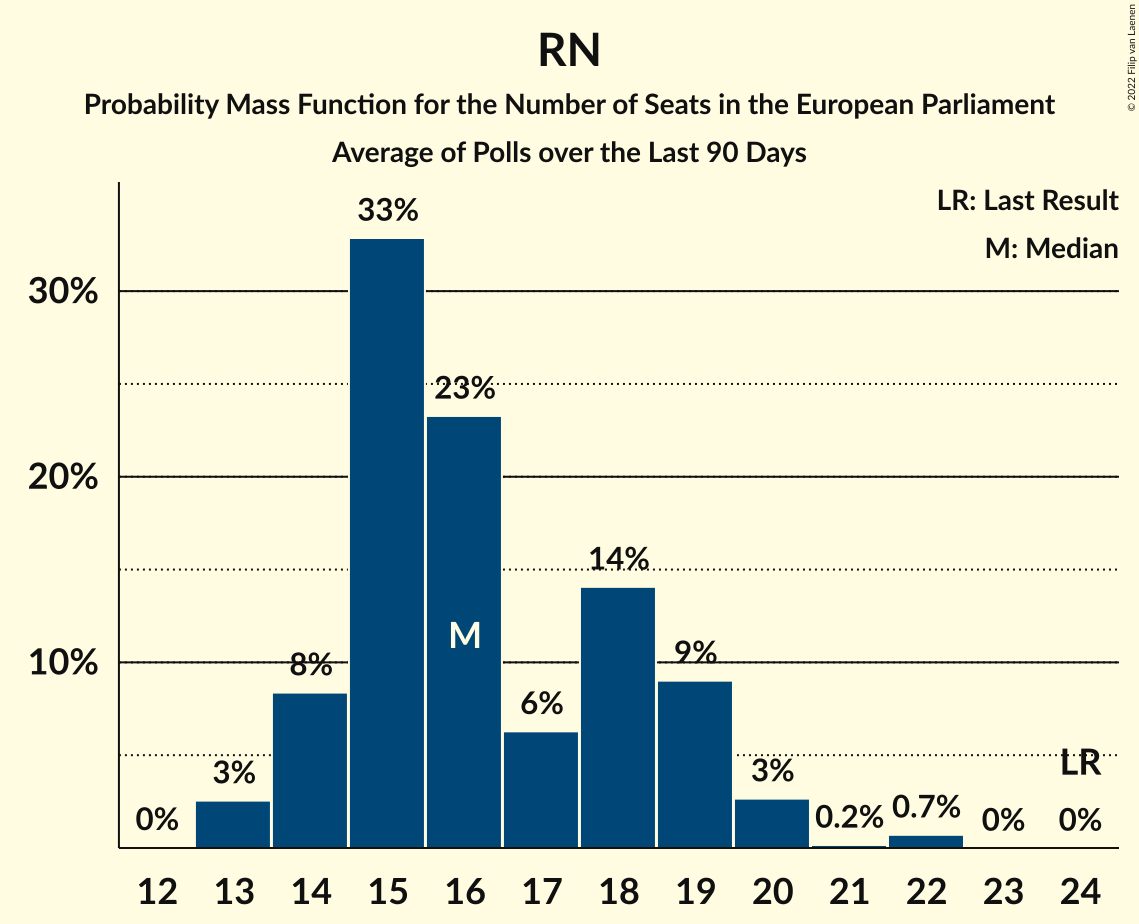 RN
Probability Mass Function for the Number of Seats in the European Parliament
Average of Polls over the Last 90 Days
© 2022 Filip van Laenen
LR: Last Result
M: Median
30%
20%
10%
0%
3%
8%
33%
23%
6%
14%
9%
3%
0.2%
0.7%
0%
0%
M
LR
12 13 14 15 16 17 18 19 20 21 22 23 24